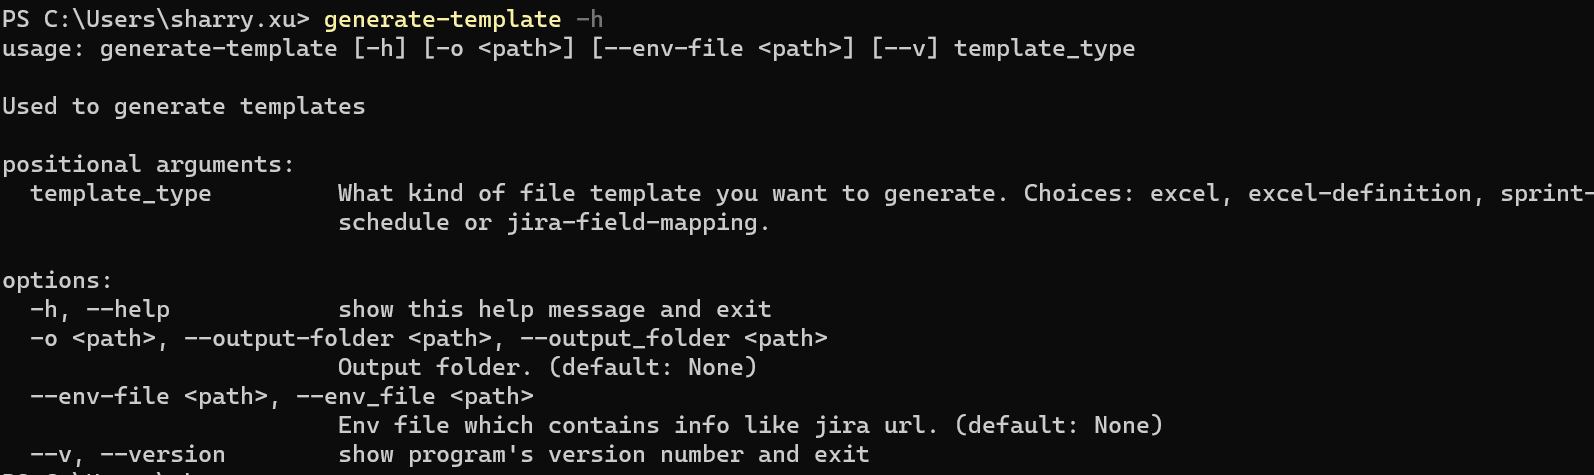 PS C:\Users\sharry.xu> generate-template -h
usage: generate-template [-h] [-o <path>] [--env-file <path>] [--v] template_type
Used to generate templates
positional arguments:
  template_type         What kind of file template you want to generate. Choices: excel, excel-definition, sprint-
                        schedule or jira-field-mapping.
options:
  -h, --help            show this help message and exit
  -o <path>, --output-folder <path>, --output_folder <path>
                        Output folder. (default: None)
  --env-file <path>, --env_file <path>
                        Env file which contains info like jira url. (default: None)
  --v, --version        show program's version number and exit